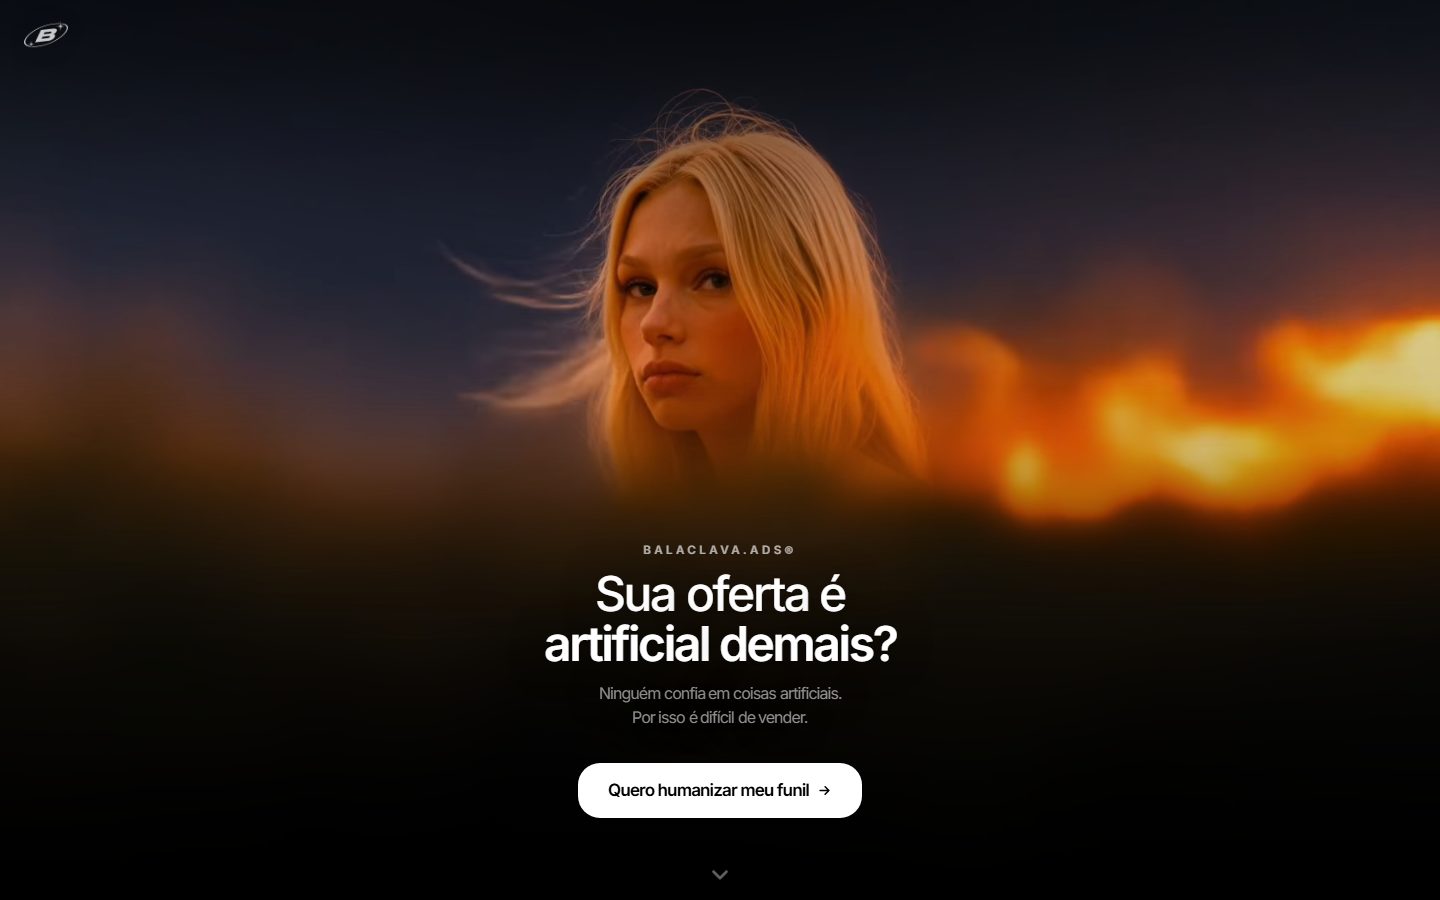 B
BALACLAVA.ADS®
Sua oferta é
artificial demais?
Ninguém confia em coisas artificiais.
Por isso é difícil de vender.
Quero humanizar meu funil →